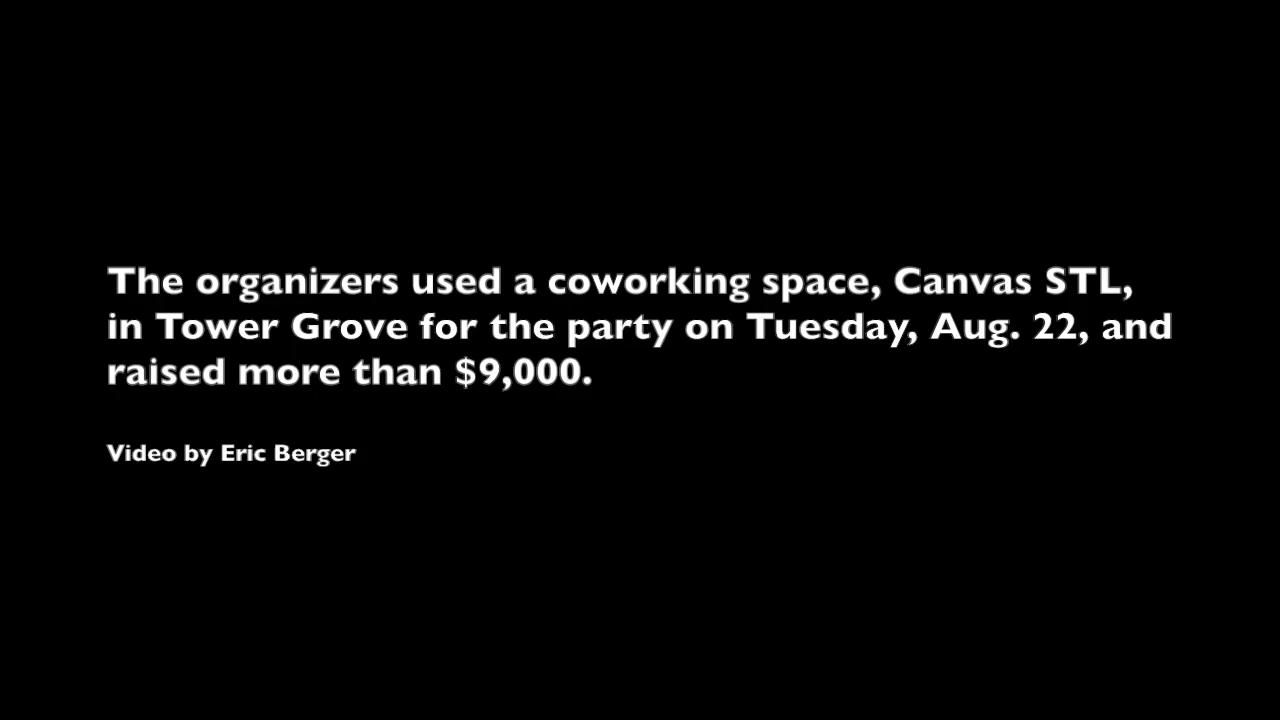 The organizers used a coworking space, Canvas STL,
in Tower Grove for the party on Tuesday, Aug. 22, and
raised more than $9,000.
Video by Eric Berger